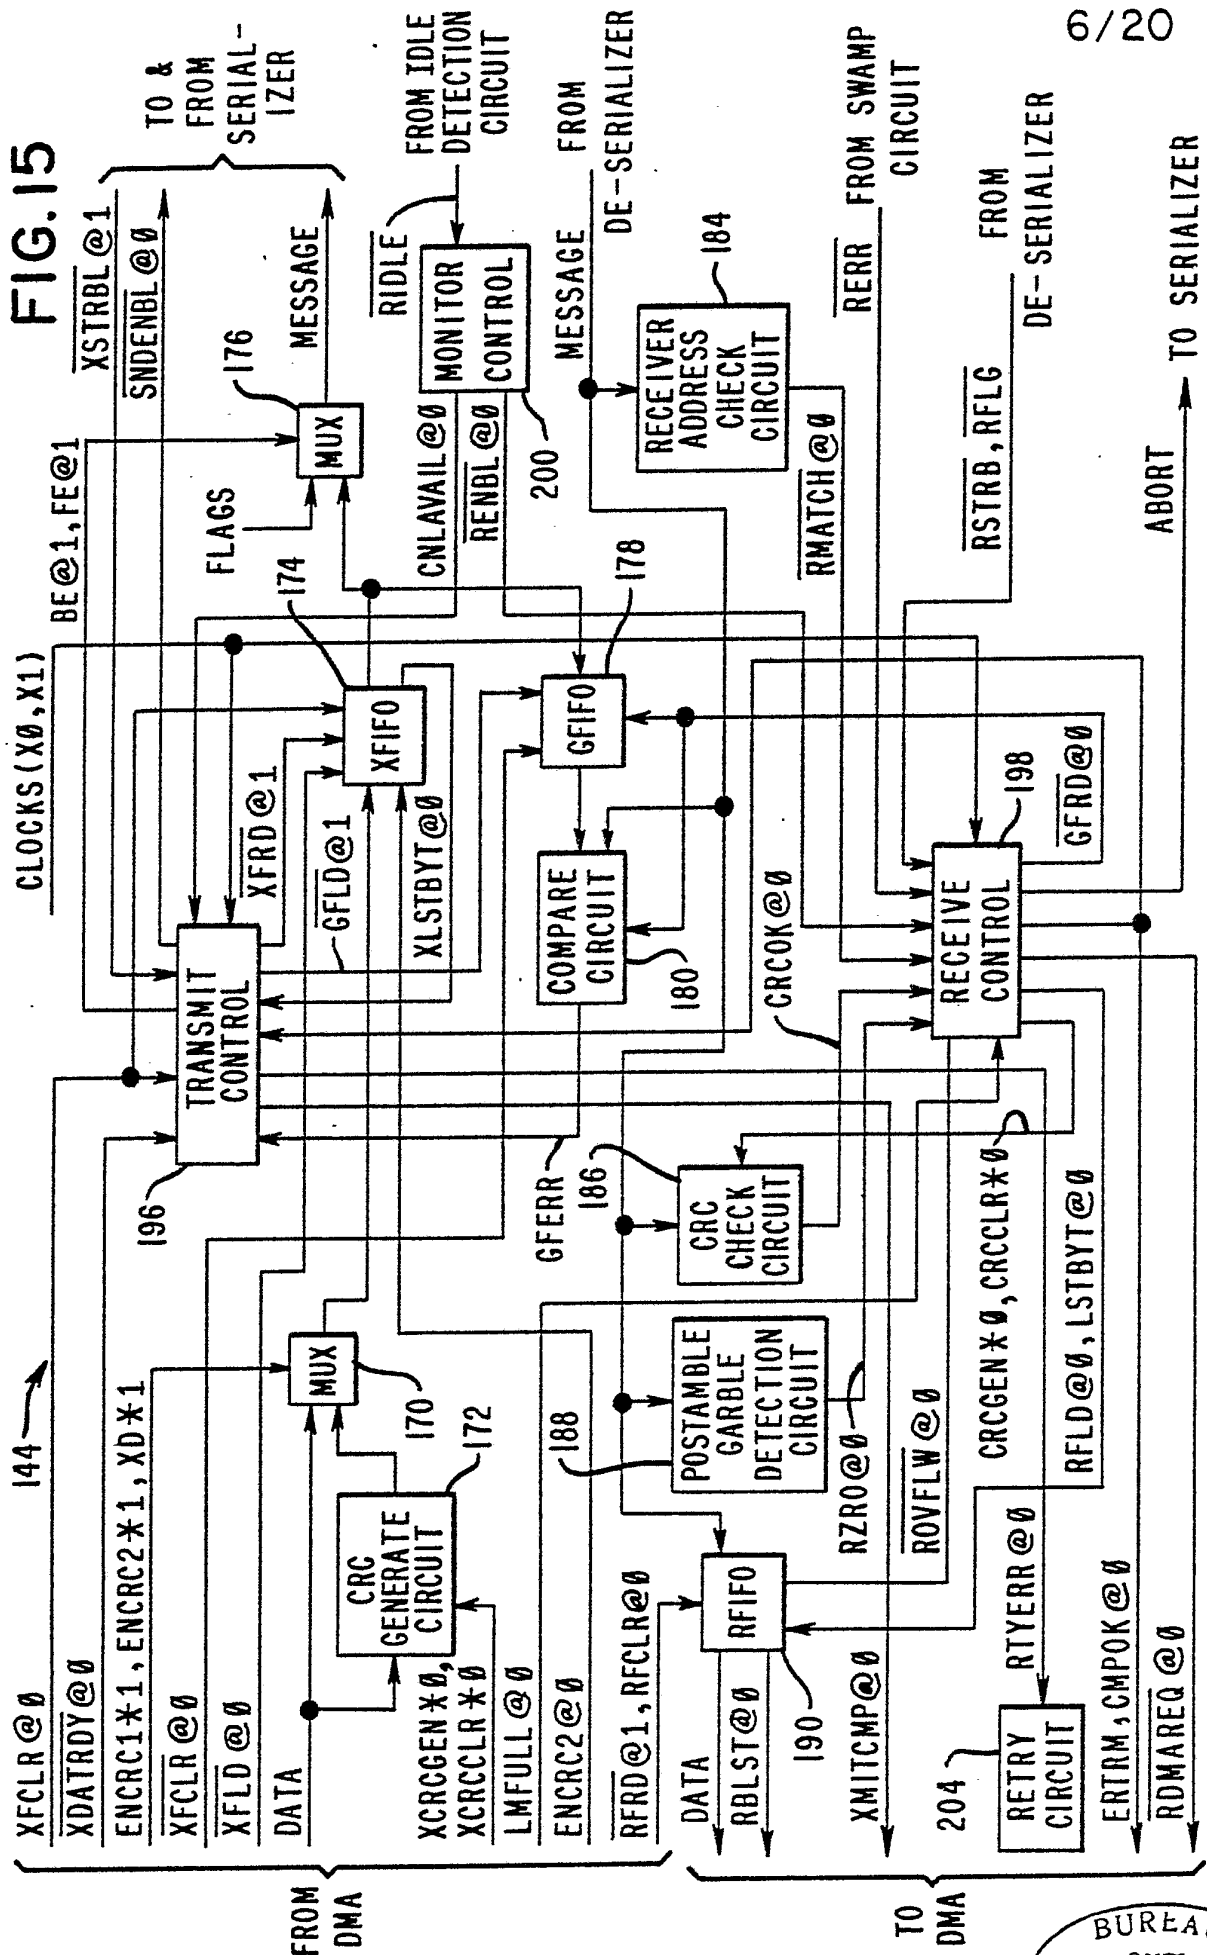 6/20
FIG. 15
144
XFCLR@0
XDATRDY@0
ENCRC1*1, ENCRC2*1, XD*1
XFCLR@0
XFLD@0
DATA
XCRCGEN*0,
XCRCCLR*0
LMFULL@0
ENCRC2@0
RFRD@1, RFCLR@0
FROM
DMA
DATA
RBLST@0
XMITCMP@0
204
RETRY
CIRCUIT
RTYERR@0
ERTRM, CMPOK@0
RDMAREQ@0
TO
DMA
CRC
GENERATE
CIRCUIT
172
MUX
170
RFIFO
190
188
POSTAMBLE
GARBLE
DETECTION
CIRCUIT
RZRO@0
ROVFLW@0
CRCGEN*0, CRCCLR*0
RFLD@0, LSTBYT@0
CRC
CHECK
CIRCUIT
186
GFERR
CRCOK@0
196
TRANSMIT
CONTROL
CLOCKS(X0, X1)
BE@1, FE@1
XFRD@1
GFLD@1
XLSTBYT@0
XFIFO
174
GFIFO
178
COMPARE
CIRCUIT
180
RECEIVE
CONTROL
198
GFRD@0
FLAGS
MUX
176
MESSAGE
XSTRBL@1
SNDENBL@0
TO &
FROM
SERIAL-
IZER
CNLAVAIL@0
RENBL@0
MONITOR
CONTROL
200
RIDLE
FROM IDLE
DETECTION
CIRCUIT
MESSAGE
FROM
DE-SERIALIZER
RECEIVER
ADDRESS
CHECK
CIRCUIT
184
RMATCH@0
RERR
FROM SWAMP
CIRCUIT
RSTRB, RFLG
FROM
DE-SERIALIZER
ABORT
TO SERIALIZER